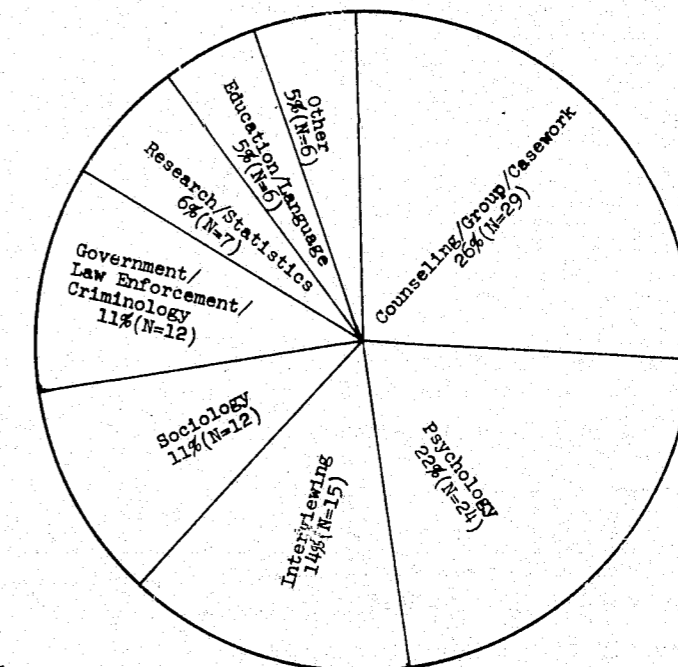 Other
5%(N=6)
Education/Language
5%(N=6)
Research/Statistics
6%(N=7)
Government/
Law Enforcement/
Criminology
11%(N=12)
Sociology
11%(N=12)
Interviewing
14%(N=15)
Psychology
22%(N=24)
Counseling/Group/Casework
26%(N=29)